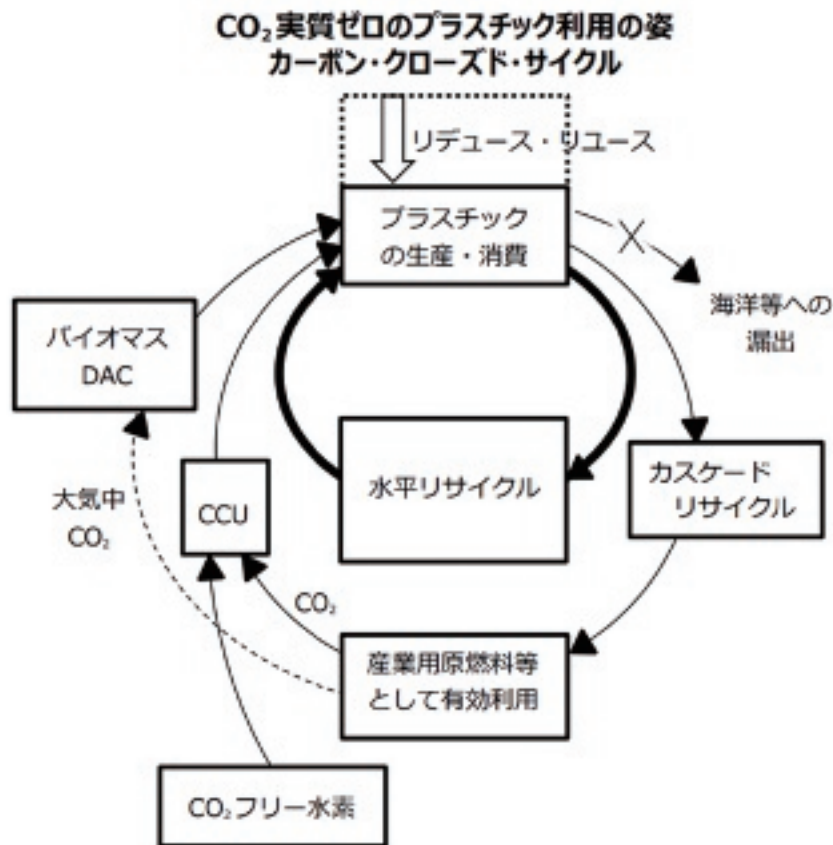 CO₂実質ゼロのプラスチック利用の姿
カーボン・クローズド・サイクル
リデュース・リユース
プラスチック
の生産・消費
海洋等への
漏出
バイオマス
DAC
水平リサイクル
カスケード
リサイクル
大気中
CO₂
CCU
CO₂
産業用原燃料等
として有効利用
CO₂フリー水素